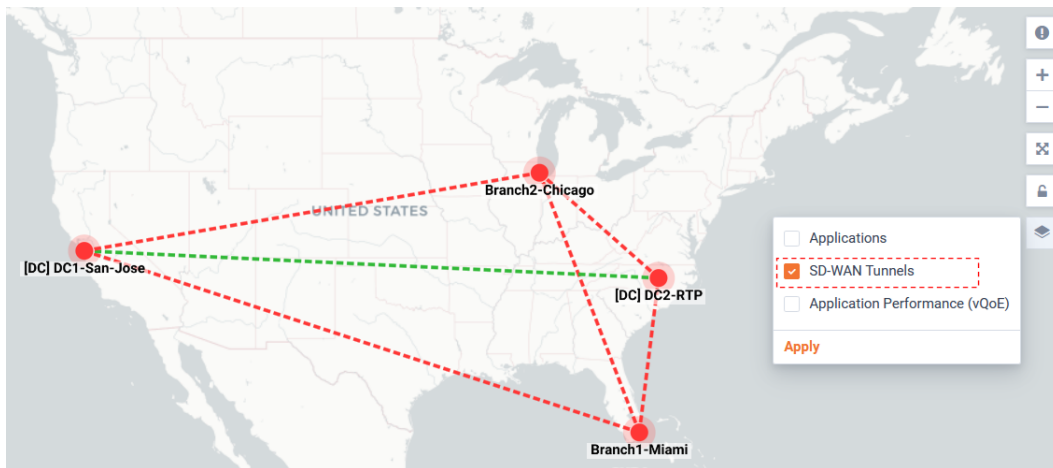 Branch2-Chicago
UNITED STATES
[DC] DC1-San-Jose
[DC] DC2-RTP
Branch1-Miami
Applications
SD-WAN Tunnels
Application Performance (vQoE)
Apply